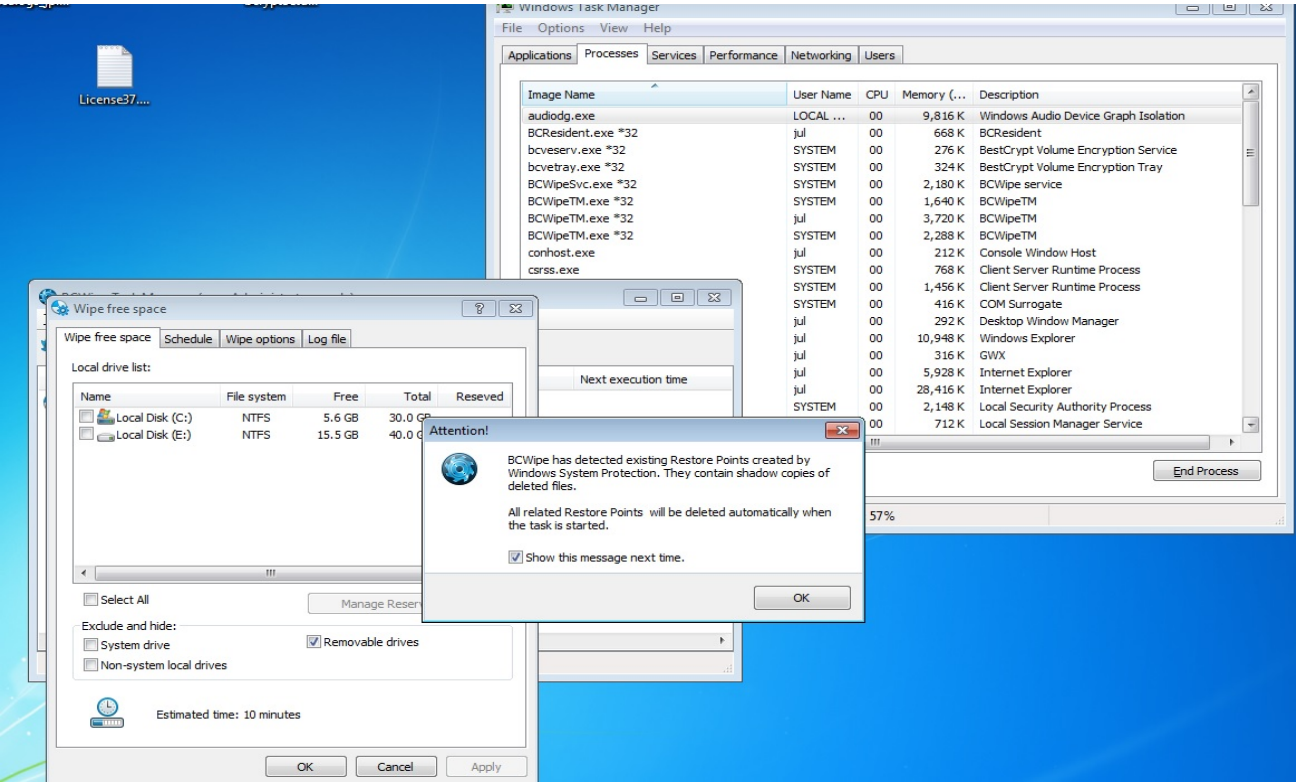 License37....
Windows Task Manager
File Options View Help
Applications Processes Services Performance Networking Users
Image Name User Name CPU Memory (... Description
audiodg.exe LOCAL ... 00 9,816 K Windows Audio Device Graph Isolation
BCResident.exe *32 jul 00 668 K BCResident
bcveserv.exe *32 SYSTEM 00 276 K BestCrypt Volume Encryption Service
bcvetray.exe *32 SYSTEM 00 324 K BestCrypt Volume Encryption Tray
BCWipeSvc.exe *32 SYSTEM 00 2,180 K BCWipe service
BCWipeTM.exe *32 SYSTEM 00 1,640 K BCWipeTM
BCWipeTM.exe *32 jul 00 3,720 K BCWipeTM
BCWipeTM.exe *32 SYSTEM 00 2,288 K BCWipeTM
conhost.exe jul 00 212 K Console Window Host
csrss.exe SYSTEM 00 768 K Client Server Runtime Process
SYSTEM 00 1,456 K Client Server Runtime Process
SYSTEM 00 416 K COM Surrogate
jul 00 292 K Desktop Window Manager
jul 00 10,948 K Windows Explorer
jul 00 316 K GWX
jul 00 5,928 K Internet Explorer
jul 00 28,416 K Internet Explorer
SYSTEM 00 2,148 K Local Security Authority Process
00 712 K Local Session Manager Service
End Process
57%
Next execution time
Wipe free space
Wipe free space Schedule Wipe options Log file
Local drive list:
Name File system Free Total Reseved
Local Disk (C:) NTFS 5.6 GB 30.0 GB
Local Disk (E:) NTFS 15.5 GB 40.0 G
Select All
Manage Reser
Exclude and hide:
System drive Removable drives
Non-system local drives
Estimated time: 10 minutes
OK Cancel Apply
Attention!
BCWipe has detected existing Restore Points created by
Windows System Protection. They contain shadow copies of
deleted files.
All related Restore Points will be deleted automatically when
the task is started.
Show this message next time.
OK